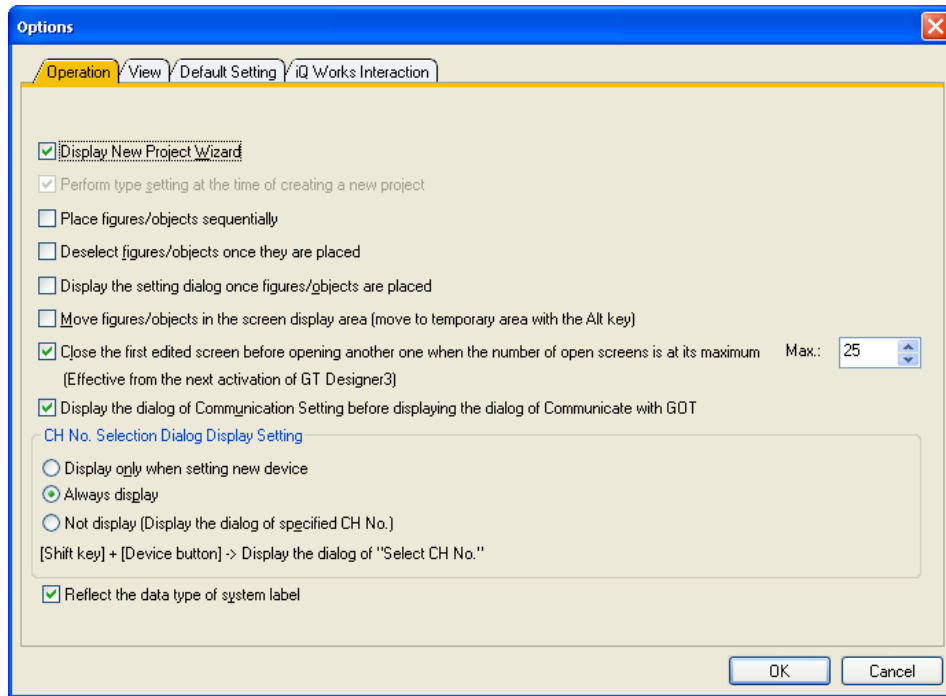 Options
Operation View Default Setting iQ Works Interaction
Display New Project Wizard
Perform type setting at the time of creating a new project
Place figures/objects sequentially
Deselect figures/objects once they are placed
Display the setting dialog once figures/objects are placed
Move figures/objects in the screen display area (move to temporary area with the Alt key)
Close the first edited screen before opening another one when the number of open screens is at its maximum Max.: 25
(Effective from the next activation of GT Designer3)
Display the dialog of Communication Setting before displaying the dialog of Communicate with GOT
CH No. Selection Dialog Display Setting
Display only when setting new device
Always display
Not display (Display the dialog of specified CH No.)
[Shift key] + [Device button] -> Display the dialog of "Select CH No."
Reflect the data type of system label
OK Cancel